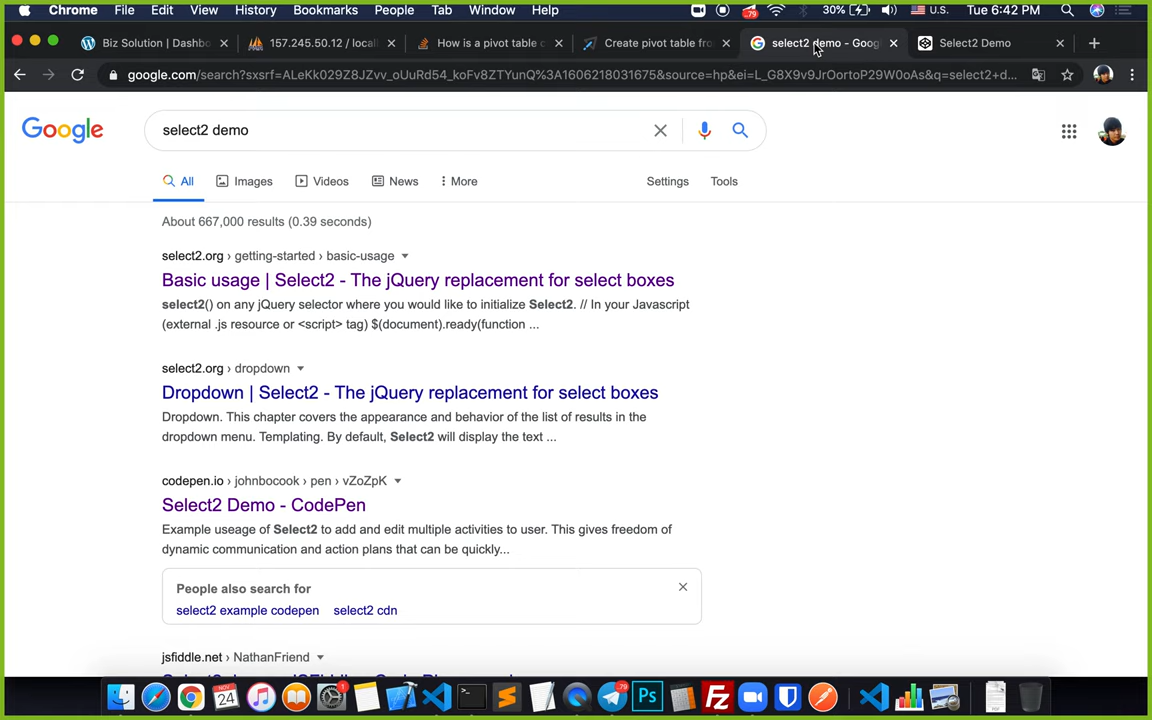 Chrome File Edit View History Bookmarks People Tab Window Help 79 30% U.S. Tue 6:42 PM
Biz Solution | Dashbo 157.245.50.12 / local How is a pivot table c Create pivot table fro select2 demo - Goog Select2 Demo
google.com/search?sxsrf=ALeKk029Z8JZvv_oUuRd54_koFv8ZTYunQ%3A1606218031675&source=hp&ei=L_G8X9v9JrOortoP29W0oAs&q=select2+d...
Google
select2 demo
All Images Videos News More Settings Tools
About 667,000 results (0.39 seconds)
select2.org › getting-started › basic-usage
Basic usage | Select2 - The jQuery replacement for select boxes
select2() on any jQuery selector where you would like to initialize Select2. // In your Javascript
(external .js resource or <script> tag) $(document).ready(function ...
select2.org › dropdown
Dropdown | Select2 - The jQuery replacement for select boxes
Dropdown. This chapter covers the appearance and behavior of the list of results in the
dropdown menu. Templating. By default, Select2 will display the text ...
codepen.io › johnbocook › pen › vZoZpK
Select2 Demo - CodePen
Example useage of Select2 to add and edit multiple activities to user. This gives freedom of
dynamic communication and action plans that can be quickly...
People also search for
select2 example codepen select2 cdn
jsfiddle.net › NathanFriend
NOV 24 1 79 Ps Fz